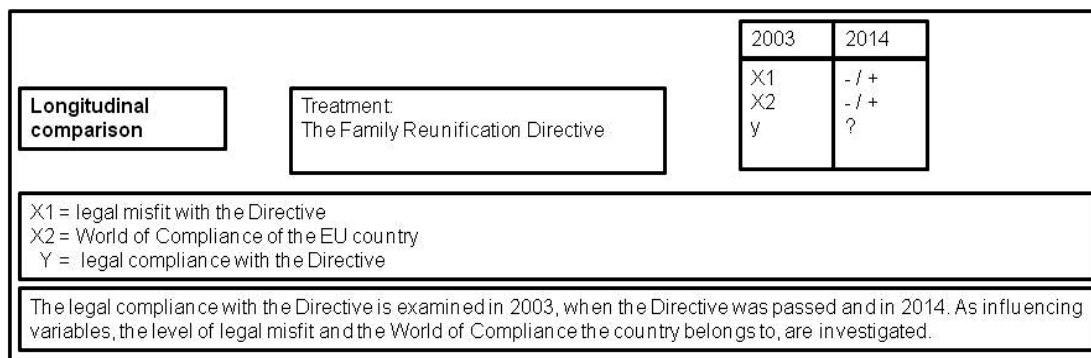 2003 2014
X1 - / +
X2 - / +
y ?
Longitudinal
comparison
Treatment:
The Family Reunification Directive
X1 = legal misfit with the Directive
X2 = World of Compliance of the EU country
Y = legal compliance with the Directive
The legal compliance with the Directive is examined in 2003, when the Directive was passed and in 2014. As influencing
variables, the level of legal misfit and the World of Compliance the country belongs to, are investigated.